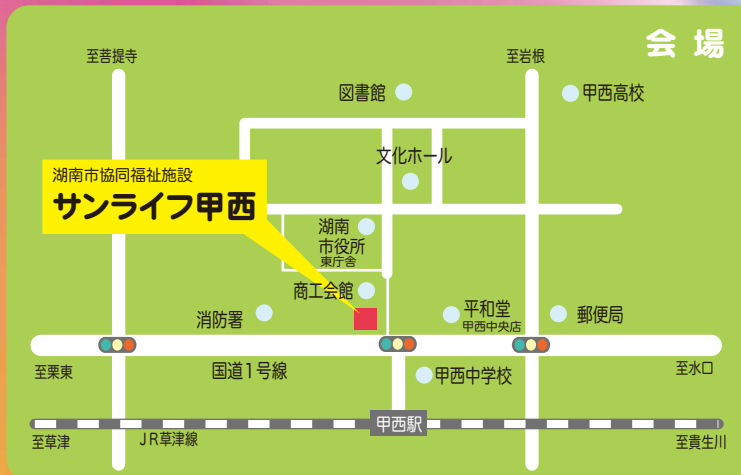 会場
至菩提寺
至岩根
図書館
甲西高校
文化ホール
湖南市協同福祉施設
サンライフ甲西
湖南
市役所
東庁舎
商工会館
消防署
平和堂
甲西中央店
郵便局
至栗東
国道1号線
甲西中学校
至水口
甲西駅
至草津
JR草津線
至貴生川